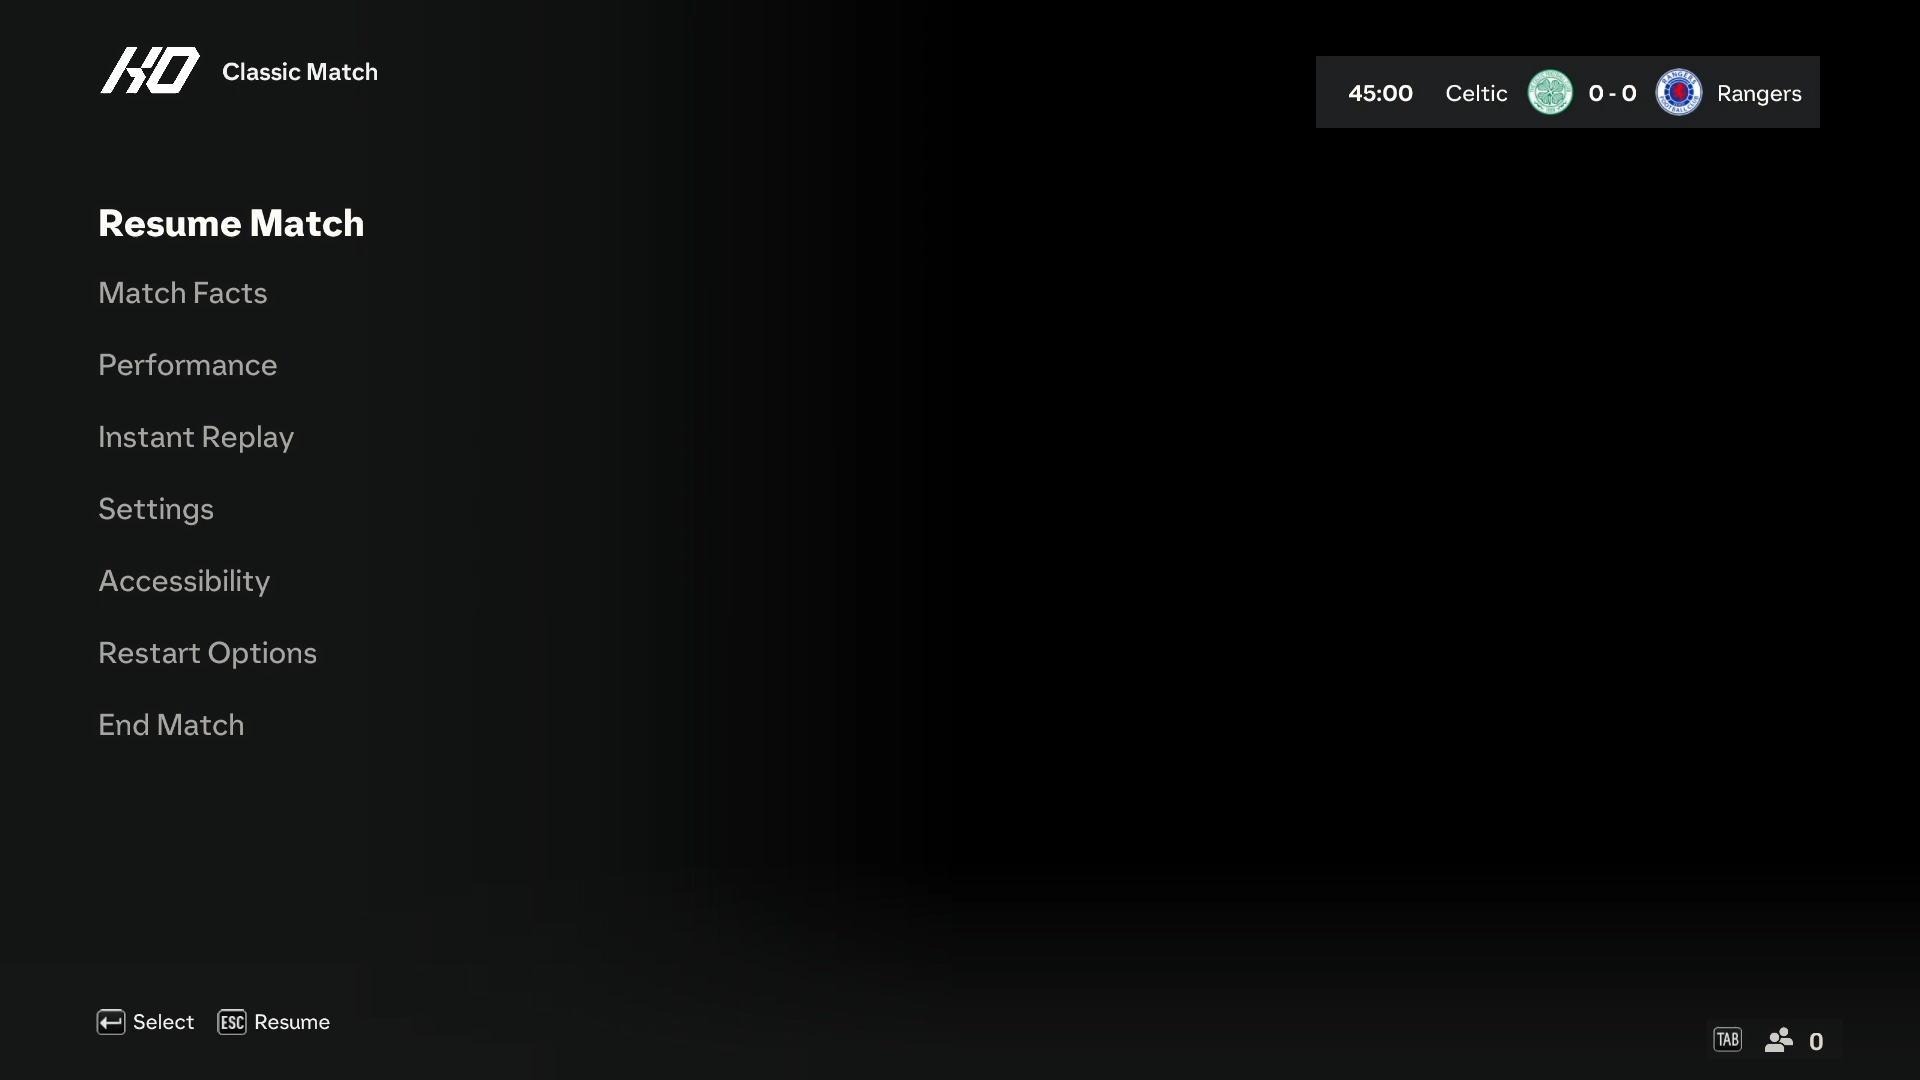 KO Classic Match
45:00 Celtic 0 - 0 Rangers
Resume Match
Match Facts
Performance
Instant Replay
Settings
Accessibility
Restart Options
End Match
Select ESC Resume
TAB 0